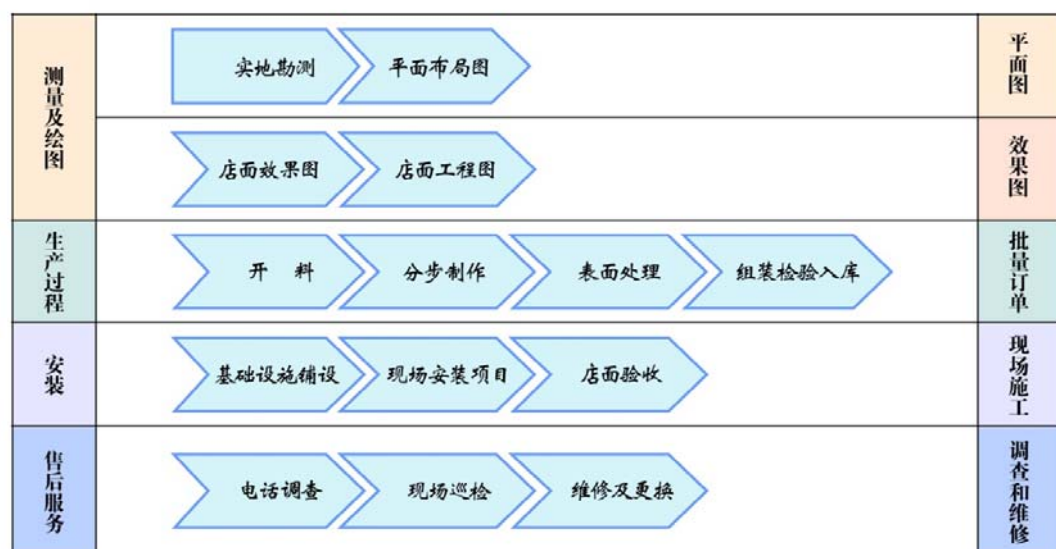 测量及绘图
实地勘测
平面布局图
平面图
店面效果图
店面工程图
效果图
生产过程
开 料
分步制作
表面处理
组装检验入库
批量订单
安装
基础设施铺设
现场安装项目
店面验收
现场施工
售后服务
电话调查
现场巡检
维修及更换
调查和维修